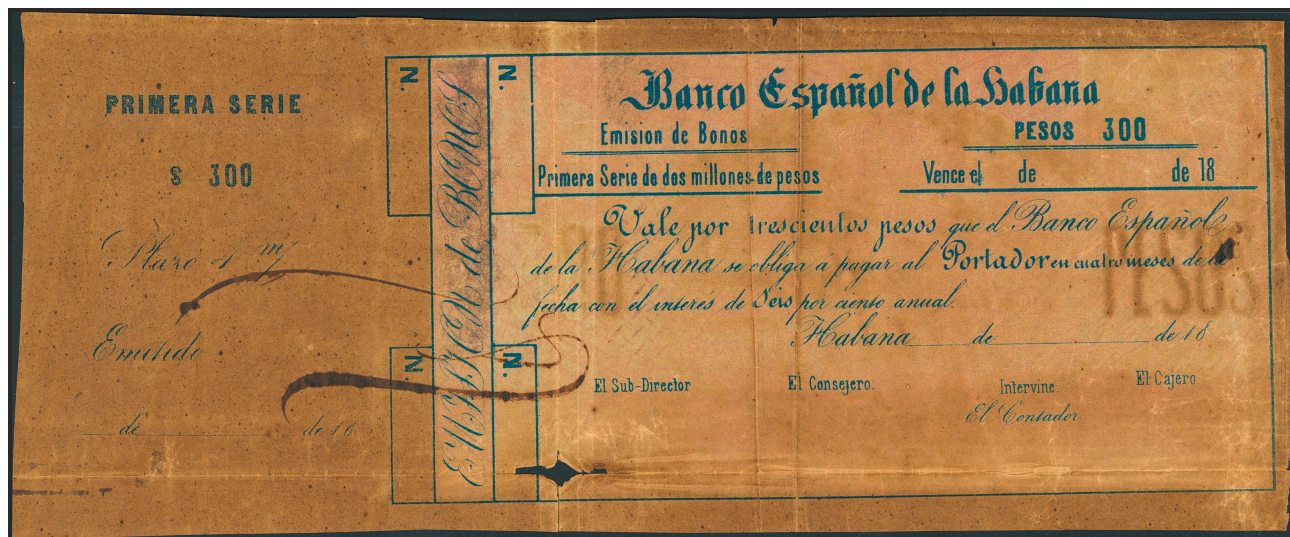 PRIMERA SERIE
$ 300
Plazo 4 m/
Emitido
de de 18
N. N.
EMISION de BONOS
N. N.
Banco Español de la Habana
Emision de Bonos
PESOS 300
Primera Serie de dos millones de pesos
Vence el de de 18
Vale por trescientos pesos que el Banco Español
de la Habana se obliga á pagar al Portador en cuatro meses de la
fecha con el interés de Seis por ciento anual.
Habana de de 18
El Sub-Director
El Consejero.
Intervine
El Cajero
El Contador
300 PESOS